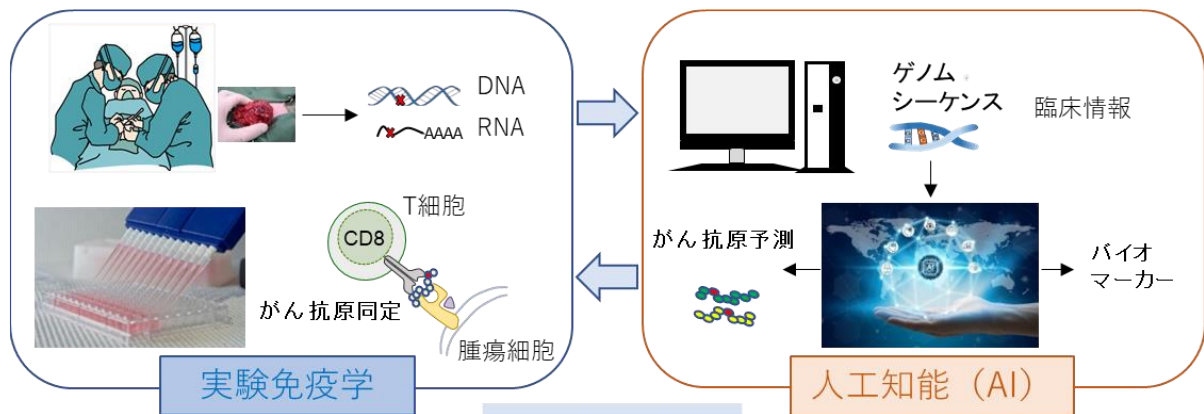 DNA
RNA
AAAA
T細胞
CD8
がん抗原同定
腫瘍細胞
実験免疫学
ゲノム
シーケンス
臨床情報
がん抗原予測
AI
バイオ
マーカー
人工知能（AI）